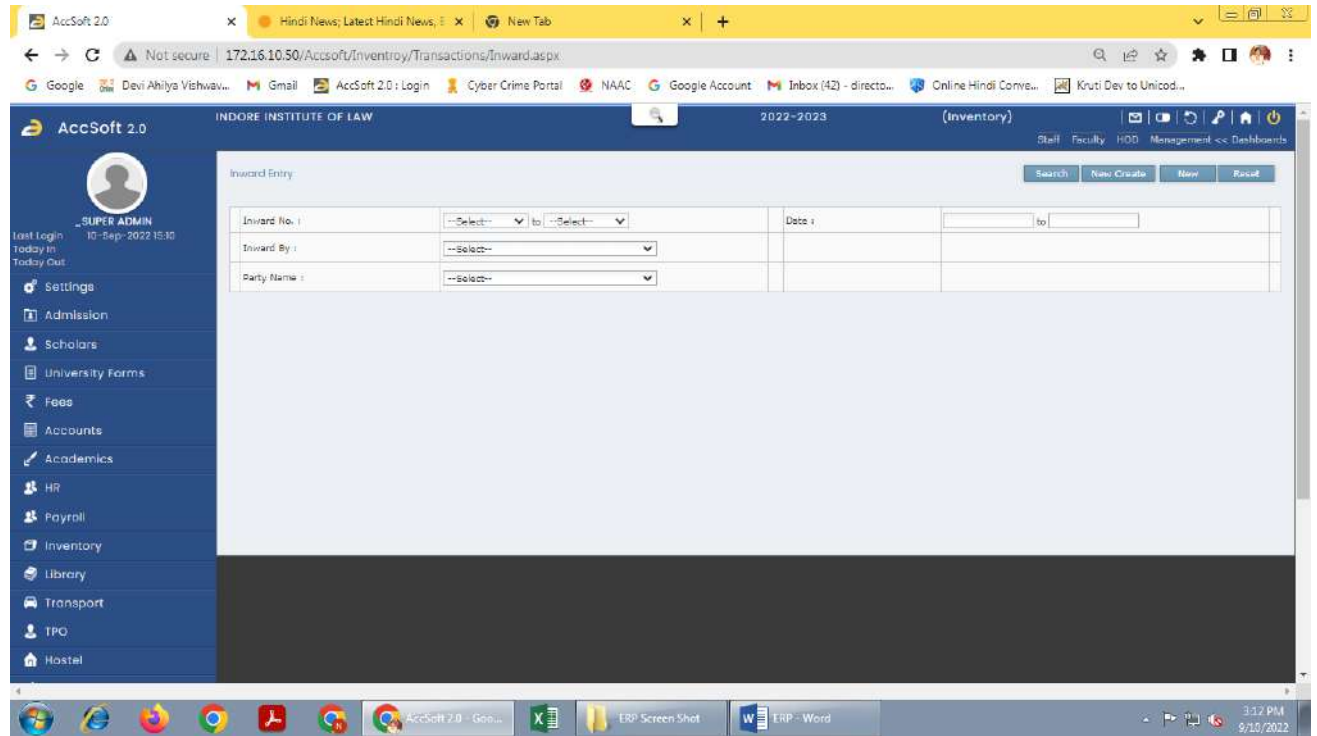 AccSoft 2.0
Hindi News; Latest Hindi News,
New Tab
Not secure 172.16.10.50/Accsoft/Inventroy/Transactions/Inward.aspx
Google Devi Ahilya Vishwav... Gmail AccSoft 2.0 : Login Cyber Crime Portal NAAC Google Account Inbox (42) - directo... Online Hindi Conve... Kruti Dev to Unicod...
AccSoft 2.0
INDORE INSTITUTE OF LAW 2022-2023 (Inventory)
Staff Faculty HOD Management << Dashboards
Inward Entry Search New Create New Reset
_SUPER ADMIN
Last Login 10-Sep-2022 15:10
Today In
Today Out
Inward No. : --Select-- to --Select-- Date : to
Inward By : --Select--
Party Name : --Select--
Settings
Admission
Scholars
University Forms
Fees
Accounts
Academics
HR
Payroll
Inventory
Library
Transport
TPO
Hostel
AccSoft 2.0 - Goo... ERP Screen Shot ERP - Word
3:12 PM
9/10/2022